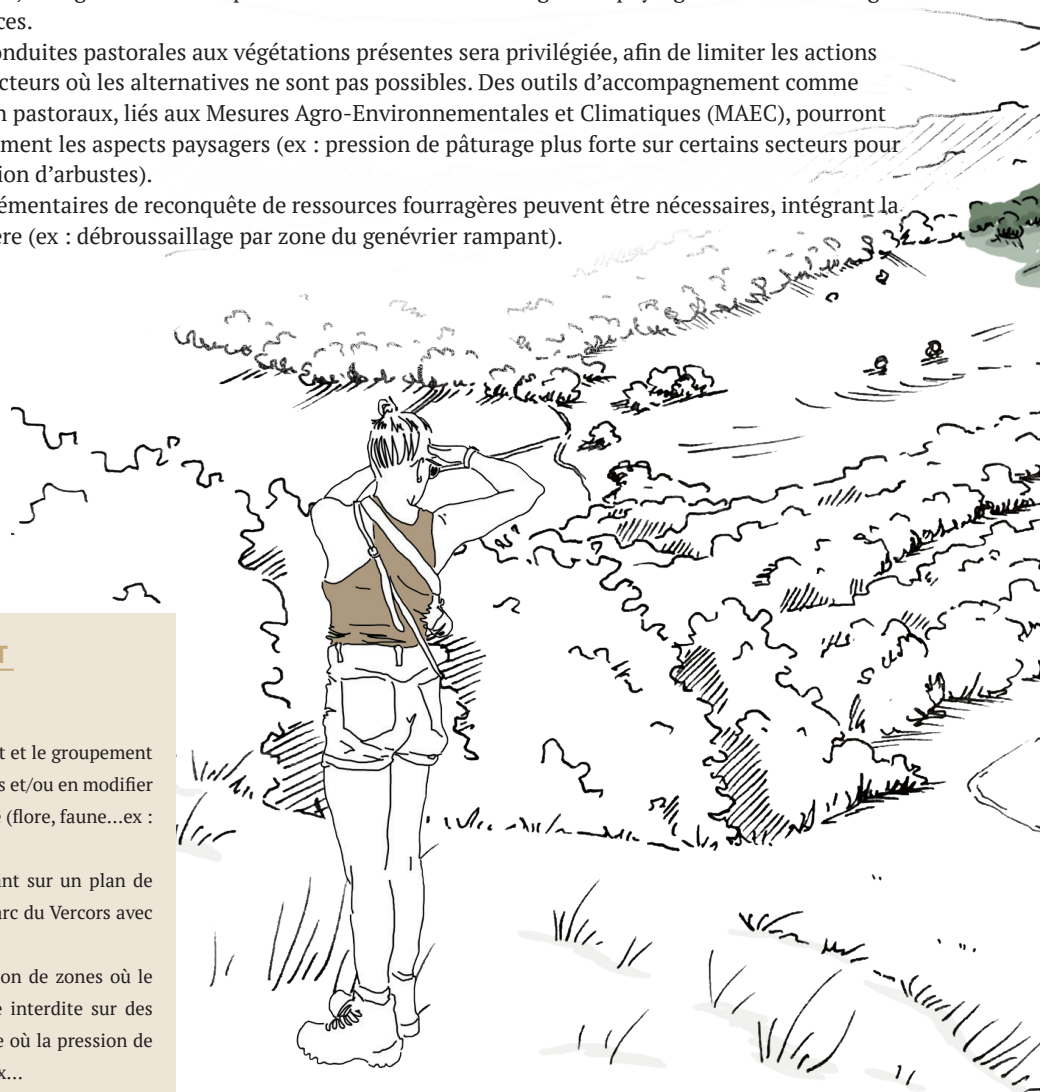 ces.
onduites pastorales aux végétations présentes sera privilégiée, afin de limiter les actions
cteurs où les alternatives ne sont pas possibles. Des outils d’accompagnement comme
n pastoraux, liés aux Mesures Agro-Environnementales et Climatiques (MAEC), pourront
ment les aspects paysagers (ex : pression de pâturage plus forte sur certains secteurs pour
ion d’arbustes).
émentaires de reconquête de ressources fourragères peuvent être nécessaires, intégrant la
ère (ex : débroussaillage par zone du genévrier rampant).
T
t et le groupement
s et/ou en modifier
e (flore, faune…ex :
ant sur un plan de
arc du Vercors avec
on de zones où le
e interdite sur des
e où la pression de
x…